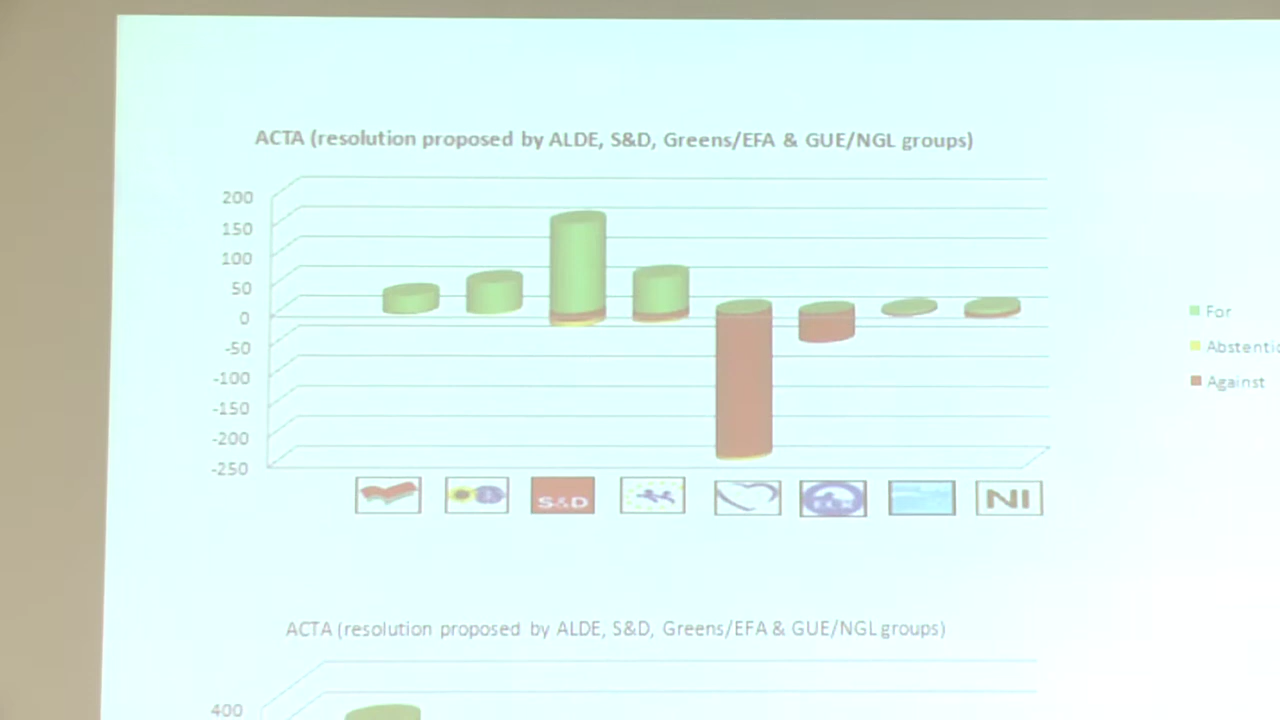 ACTA (resolution proposed by ALDE, S&D, Greens/EFA & GUE/NGL groups)
200
150
100
50
0
-50
-100
-150
-200
-250
For
Abstentio
Against
S&D
NI
ACTA (resolution proposed by ALDE, S&D, Greens/EFA & GUE/NGL groups)
400